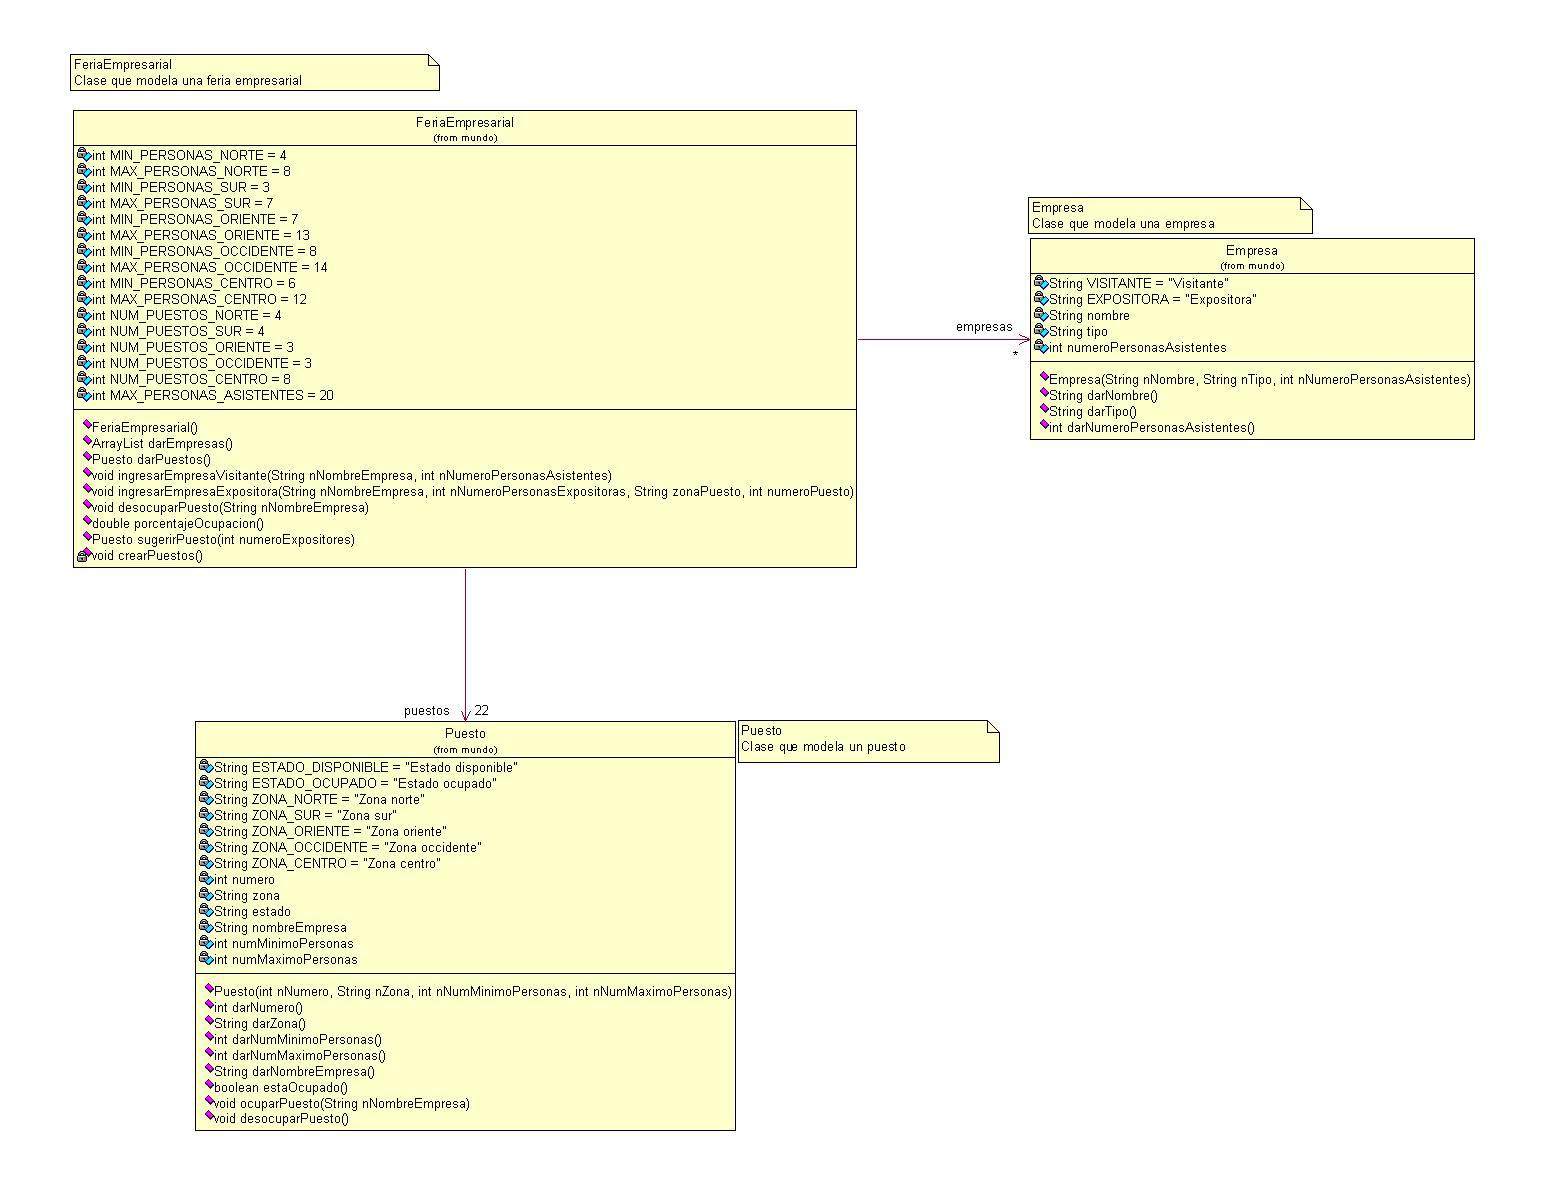 FeriaEmpresarial
Clase que modela una feria empresarial
FeriaEmpresarial
(from mundo)
int MIN_PERSONAS_NORTE = 4
int MAX_PERSONAS_NORTE = 8
int MIN_PERSONAS_SUR = 3
int MAX_PERSONAS_SUR = 7
int MIN_PERSONAS_ORIENTE = 7
int MAX_PERSONAS_ORIENTE = 13
int MIN_PERSONAS_OCCIDENTE = 8
int MAX_PERSONAS_OCCIDENTE = 14
int MIN_PERSONAS_CENTRO = 6
int MAX_PERSONAS_CENTRO = 12
int NUM_PUESTOS_NORTE = 4
int NUM_PUESTOS_SUR = 4
int NUM_PUESTOS_ORIENTE = 3
int NUM_PUESTOS_OCCIDENTE = 3
int NUM_PUESTOS_CENTRO = 8
int MAX_PERSONAS_ASISTENTES = 20
FeriaEmpresarial()
ArrayList darEmpresas()
Puesto darPuestos()
void ingresarEmpresaVisitante(String nNombreEmpresa, int nNumeroPersonasAsistentes)
void ingresarEmpresaExpositora(String nNombreEmpresa, int nNumeroPersonasExpositoras, String zonaPuesto, int numeroPuesto)
void desocuparPuesto(String nNombreEmpresa)
double porcentajeOcupacion()
Puesto sugerirPuesto(int numeroExpositores)
void crearPuestos()
empresas
*
Empresa
Clase que modela una empresa
Empresa
(from mundo)
String VISITANTE = "Visitante"
String EXPOSITORA = "Expositora"
String nombre
String tipo
int numeroPersonasAsistentes
Empresa(String nNombre, String nTipo, int nNumeroPersonasAsistentes)
String darNombre()
String darTipo()
int darNumeroPersonasAsistentes()
puestos 22
Puesto
(from mundo)
String ESTADO_DISPONIBLE = "Estado disponible"
String ESTADO_OCUPADO = "Estado ocupado"
String ZONA_NORTE = "Zona norte"
String ZONA_SUR = "Zona sur"
String ZONA_ORIENTE = "Zona oriente"
String ZONA_OCCIDENTE = "Zona occidente"
String ZONA_CENTRO = "Zona centro"
int numero
String zona
String estado
String nombreEmpresa
int numMinimoPersonas
int numMaximoPersonas
Puesto(int nNumero, String nZona, int nNumMinimoPersonas, int nNumMaximoPersonas)
int darNumero()
String darZona()
int darNumMinimoPersonas()
int darNumMaximoPersonas()
String darNombreEmpresa()
boolean estaOcupado()
void ocuparPuesto(String nNombreEmpresa)
void desocuparPuesto()
Puesto
Clase que modela un puesto